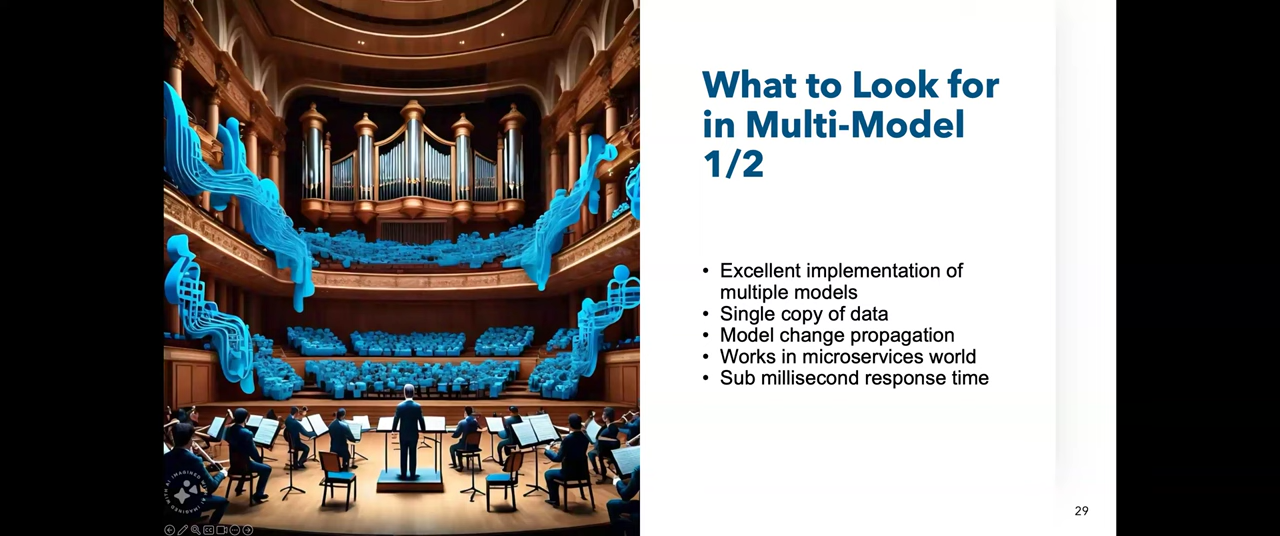 What to Look for
in Multi-Model
1/2
• Excellent implementation of
multiple models
• Single copy of data
• Model change propagation
• Works in microservices world
• Sub millisecond response time
29